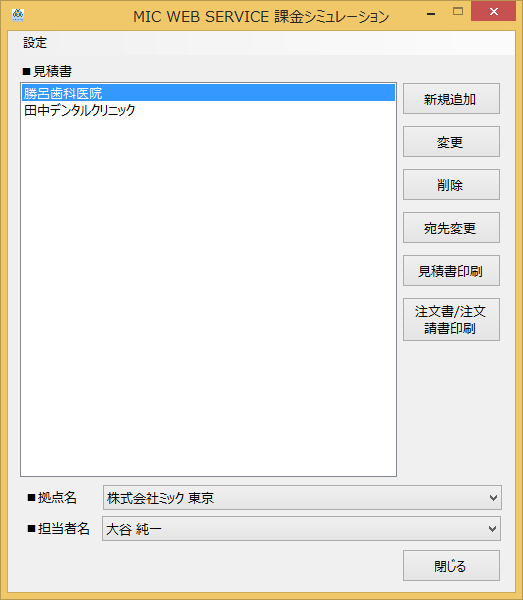 MIC WEB SERVICE 課金シミュレーション
設定
■見積書
勝呂歯科医院
田中デンタルクリニック
新規追加
変更
削除
宛先変更
見積書印刷
注文書/注文
請書印刷
■拠点名
株式会社ミック 東京
■担当者名
大谷 純一
閉じる